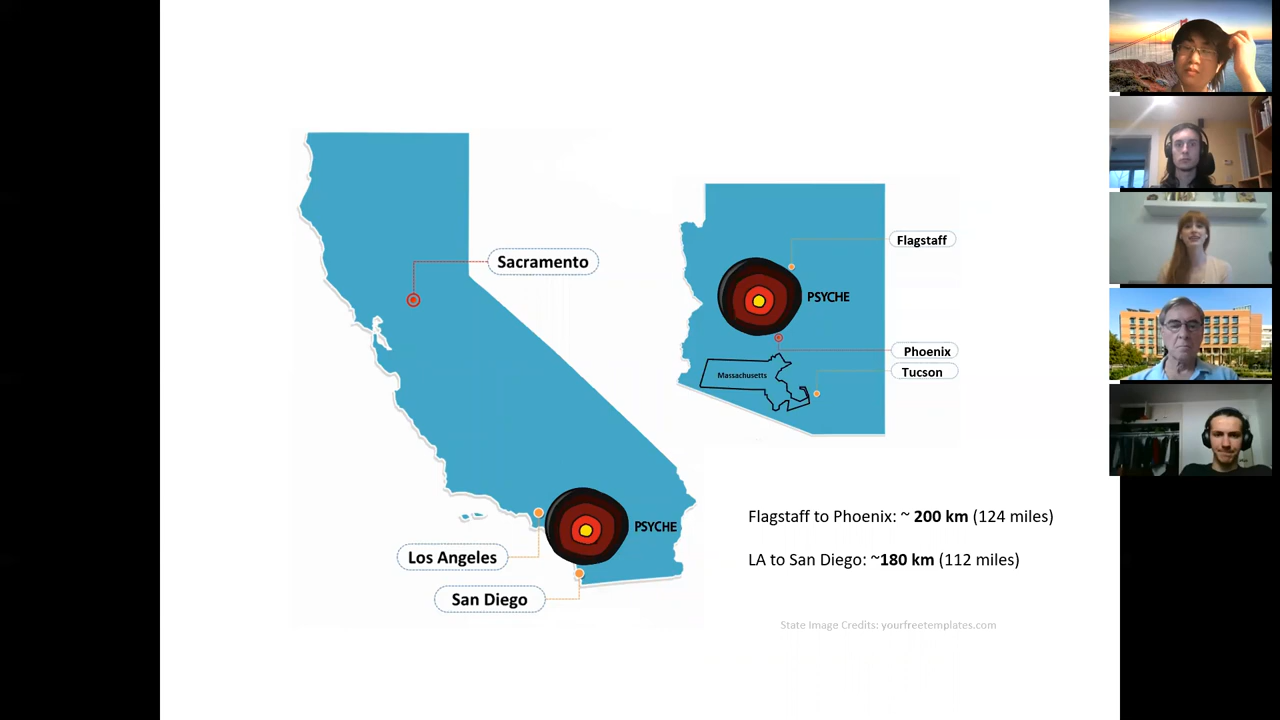 Sacramento
PSYCHE
Los Angeles
San Diego
Flagstaff
PSYCHE
Phoenix
Massachusetts
Tucson
Flagstaff to Phoenix: ~ 200 km (124 miles)
LA to San Diego: ~180 km (112 miles)
State Image Credits: yourfreetemplates.com